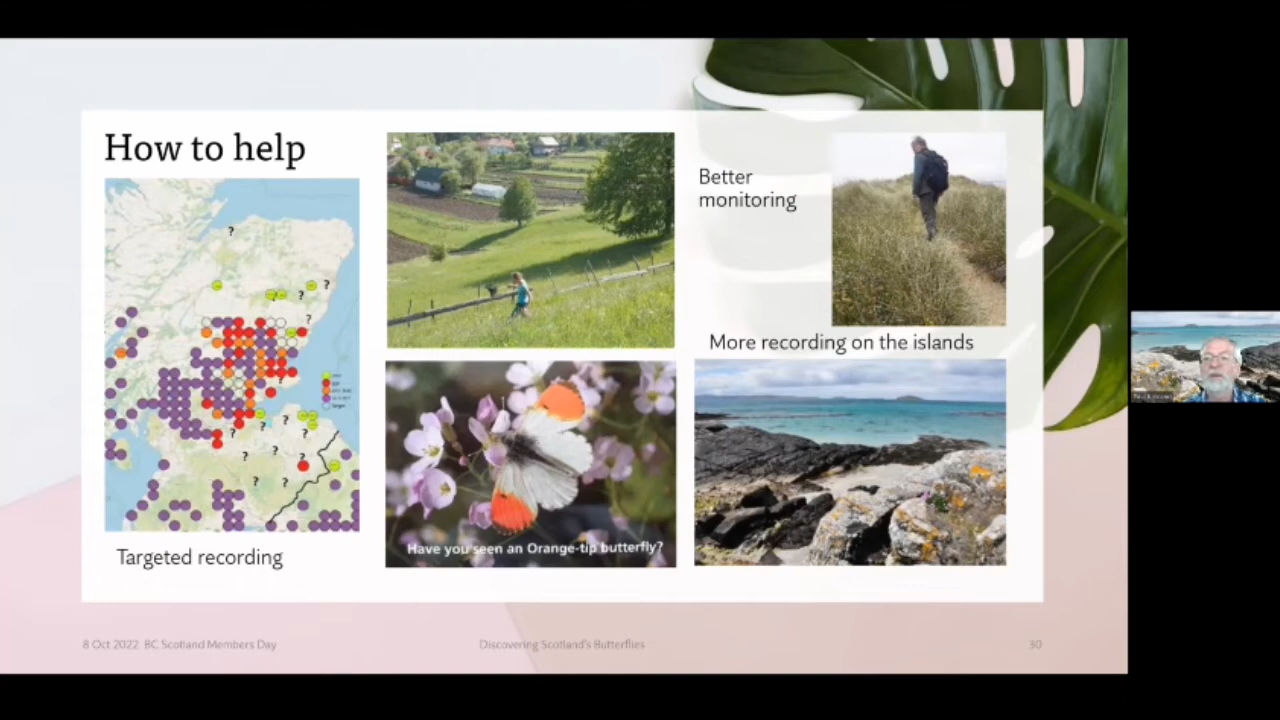 How to help
?
?
?
?
?
?
?
?
?
?
?
?
?
Targeted recording
Have you seen an Orange-tip butterfly?
Better
monitoring
More recording on the islands
8 Oct 2022 BC Scotland Members Day
Discovering Scotland's Butterflies
30